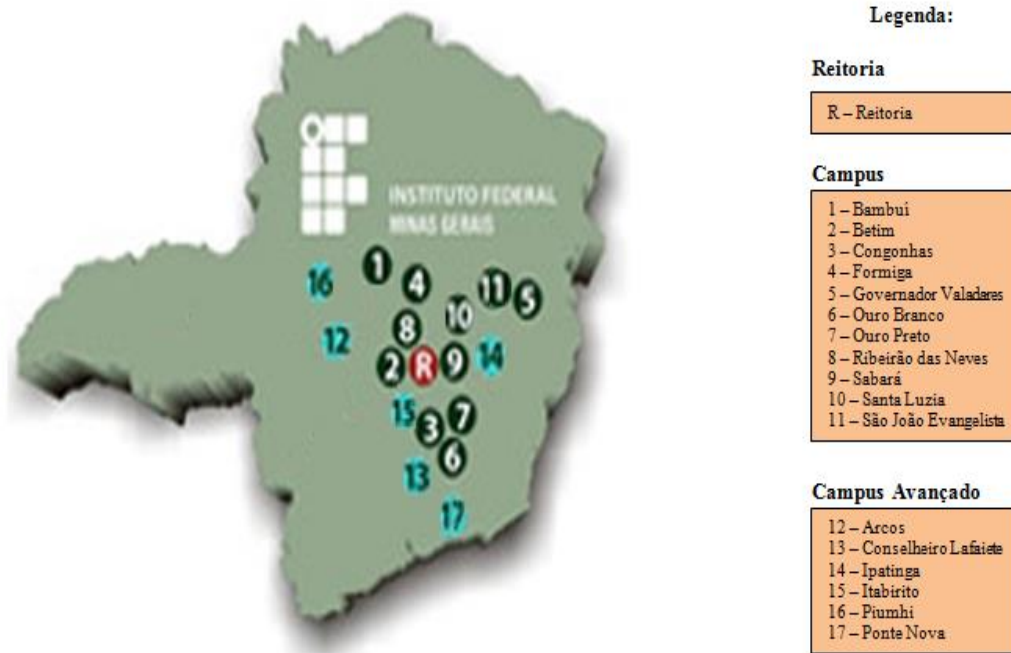 INSTITUTO FEDERAL
MINAS GERAIS
1
4
11
5
16
10
8
12
2
R
9
14
15
3
7
6
13
17
Legenda:
Reitoria
R – Reitoria
Campus
1 – Bambuí
2 – Betim
3 – Congonhas
4 – Formiga
5 – Governador Valadares
6 – Ouro Branco
7 – Ouro Preto
8 – Ribeirão das Neves
9 – Sabará
10 – Santa Luzia
11 – São João Evangelista
Campus Avançado
12 – Arcos
13 – Conselheiro Lafaiete
14 – Ipatinga
15 – Itabirito
16 – Piumhi
17 – Ponte Nova